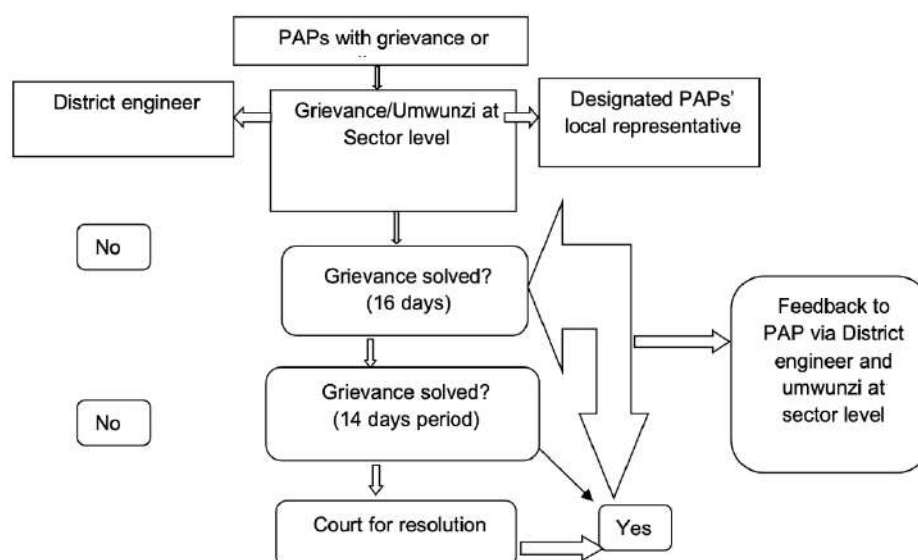 PAPs with grievance or
District engineer
Grievance/Umwunzi at
Sector level
Designated PAPs'
local representative
No
Grievance solved?
(16 days)
Feedback to
PAP via District
engineer and
umwunzi at
sector level
No
Grievance solved?
(14 days period)
Court for resolution
Yes